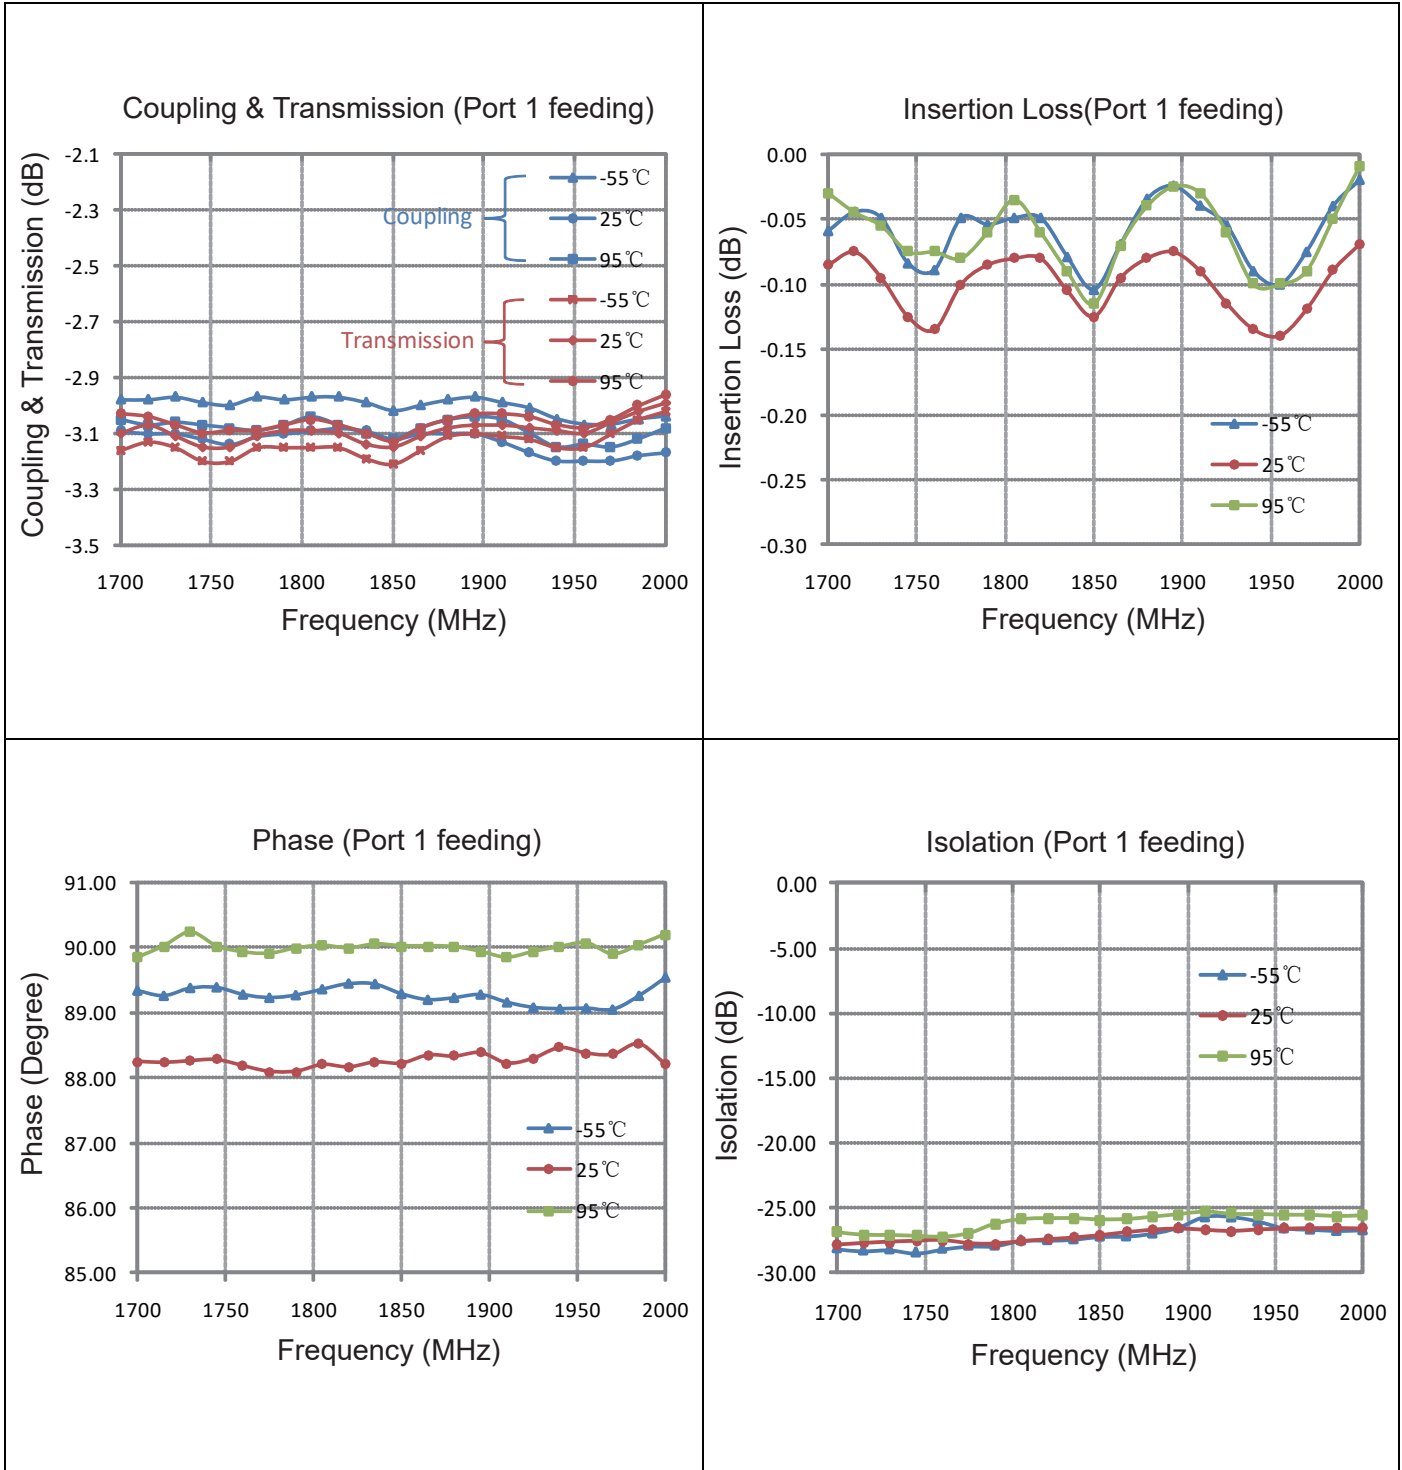 Coupling & Transmission (Port 1 feeding)
Coupling & Transmission (dB)
-2.1
-2.3
-2.5
-2.7
-2.9
-3.1
-3.3
-3.5
Coupling
-55℃
25℃
95℃
Transmission
-55℃
25℃
95℃
1700 1750 1800 1850 1900 1950 2000
Frequency (MHz)
Insertion Loss(Port 1 feeding)
Insertion Loss (dB)
0.00
-0.05
-0.10
-0.15
-0.20
-0.25
-0.30
-55℃
25℃
95℃
1700 1750 1800 1850 1900 1950 2000
Frequency (MHz)
Phase (Port 1 feeding)
Phase (Degree)
91.00
90.00
89.00
88.00
87.00
86.00
85.00
-55℃
25℃
95℃
1700 1750 1800 1850 1900 1950 2000
Frequency (MHz)
Isolation (Port 1 feeding)
Isolation (dB)
0.00
-5.00
-10.00
-15.00
-20.00
-25.00
-30.00
-55℃
25℃
95℃
1700 1750 1800 1850 1900 1950 2000
Frequency (MHz)